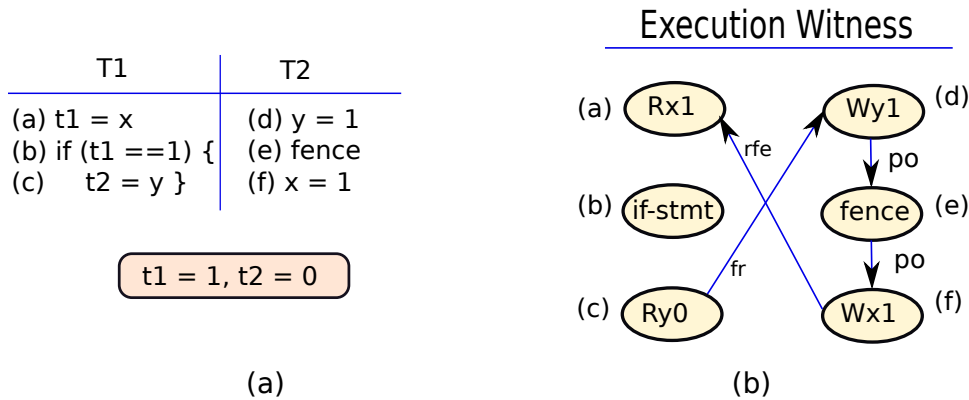 T1 T2
(a) t1 = x (d) y = 1
(b) if (t1 ==1) { (e) fence
(c) t2 = y } (f) x = 1
t1 = 1, t2 = 0
(a)
Execution Witness
(a) Rx1 Wy1 (d)
rfe po
(b) if-stmt fence (e)
fr po
(c) Ry0 Wx1 (f)
(b)